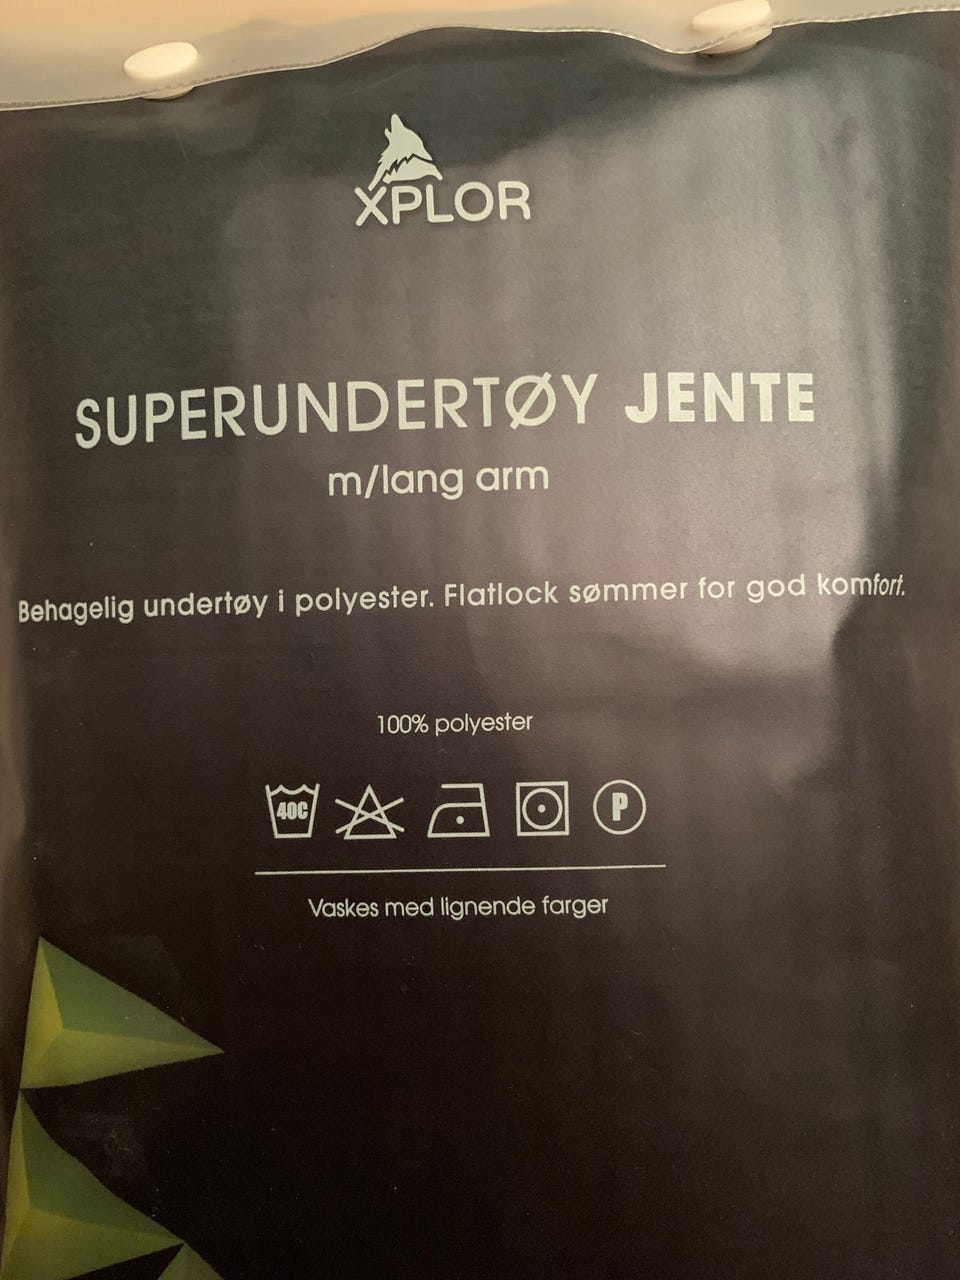 XPLOR
SUPERUNDERTØY JENTE
m/lang arm
Behagelig undertøy i polyester. Flatlock sømmer for god komfort.
100% polyester
40C P
Vaskes med lignende farger